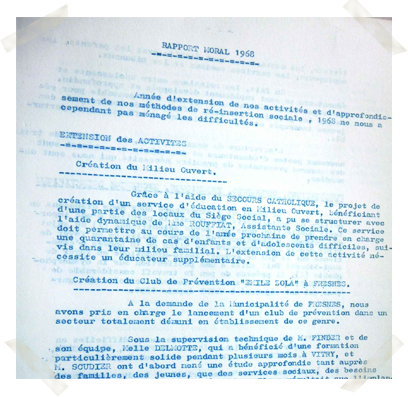 RAPPORT MORAL 1968
Année d'extension de nos activités et d'approfondis-
sement de nos méthodes de ré-insertion sociale , 1968 ne nous a
cependant pas ménagé les difficultés.
EXTENSION des ACTIVITES
Création du Milieu Ouvert.
Grâce à l'aide du SECOURS CATHOLIQUE, le projet de
création d'un service d'éducation en Milieu Ouvert, bénéficiant
d'une partie des locaux du Siège Social, a pu se structurer avec
l'aide dynamique de Mme ROUFFIAT, Assistante Sociale. Ce service
doit permettre au cours de l'année prochaine de prendre en charge
une quarantaine de cas d'enfants et d'adolescents difficiles, sui-
vis dans leur milieu familial. L'extension de cette activité né-
cessite un éducateur supplémentaire.
Création du Club de Prévention "EMILE ZOLA" à FRESNES.
A la demande de la Municipalité de FRESNES, nous
avons pris en charge le lancement d'un club de prévention dans un
secteur totalement démuni en établissement de ce genre.
Sous la supervision technique de M. FINDER et de
son équipe, Melle DELMOTTE, qui a bénéficié d'une formation
particulièrement solide pendant plusieurs mois à VITRY, et
M. SCUDIER ont d'abord mené une étude approfondie tant auprès
des familles, des jeunes, que des services sociaux, des besoins